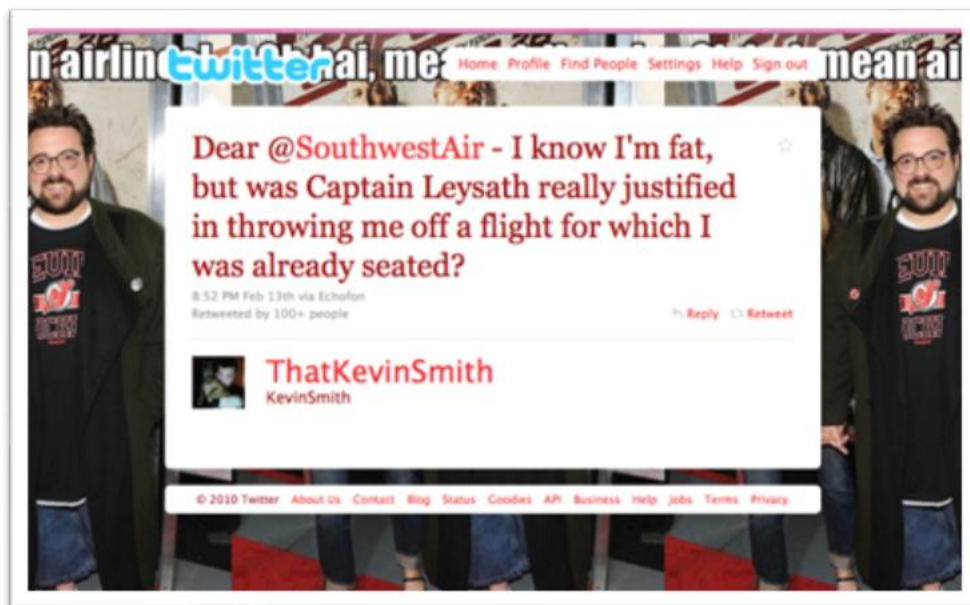 n airlin
twitter
ai, me
Home Profile Find People Settings Help Sign out
mean ai
Dear @SouthwestAir - I know I'm fat,
but was Captain Leysath really justified
in throwing me off a flight for which I
was already seated?
8:52 PM Feb 13th via Echofon
Retweeted by 100+ people
Reply Retweet
ThatKevinSmith
KevinSmith
© 2010 Twitter About Us Contact Blog Status Goodies API Business Help Jobs Terms Privacy